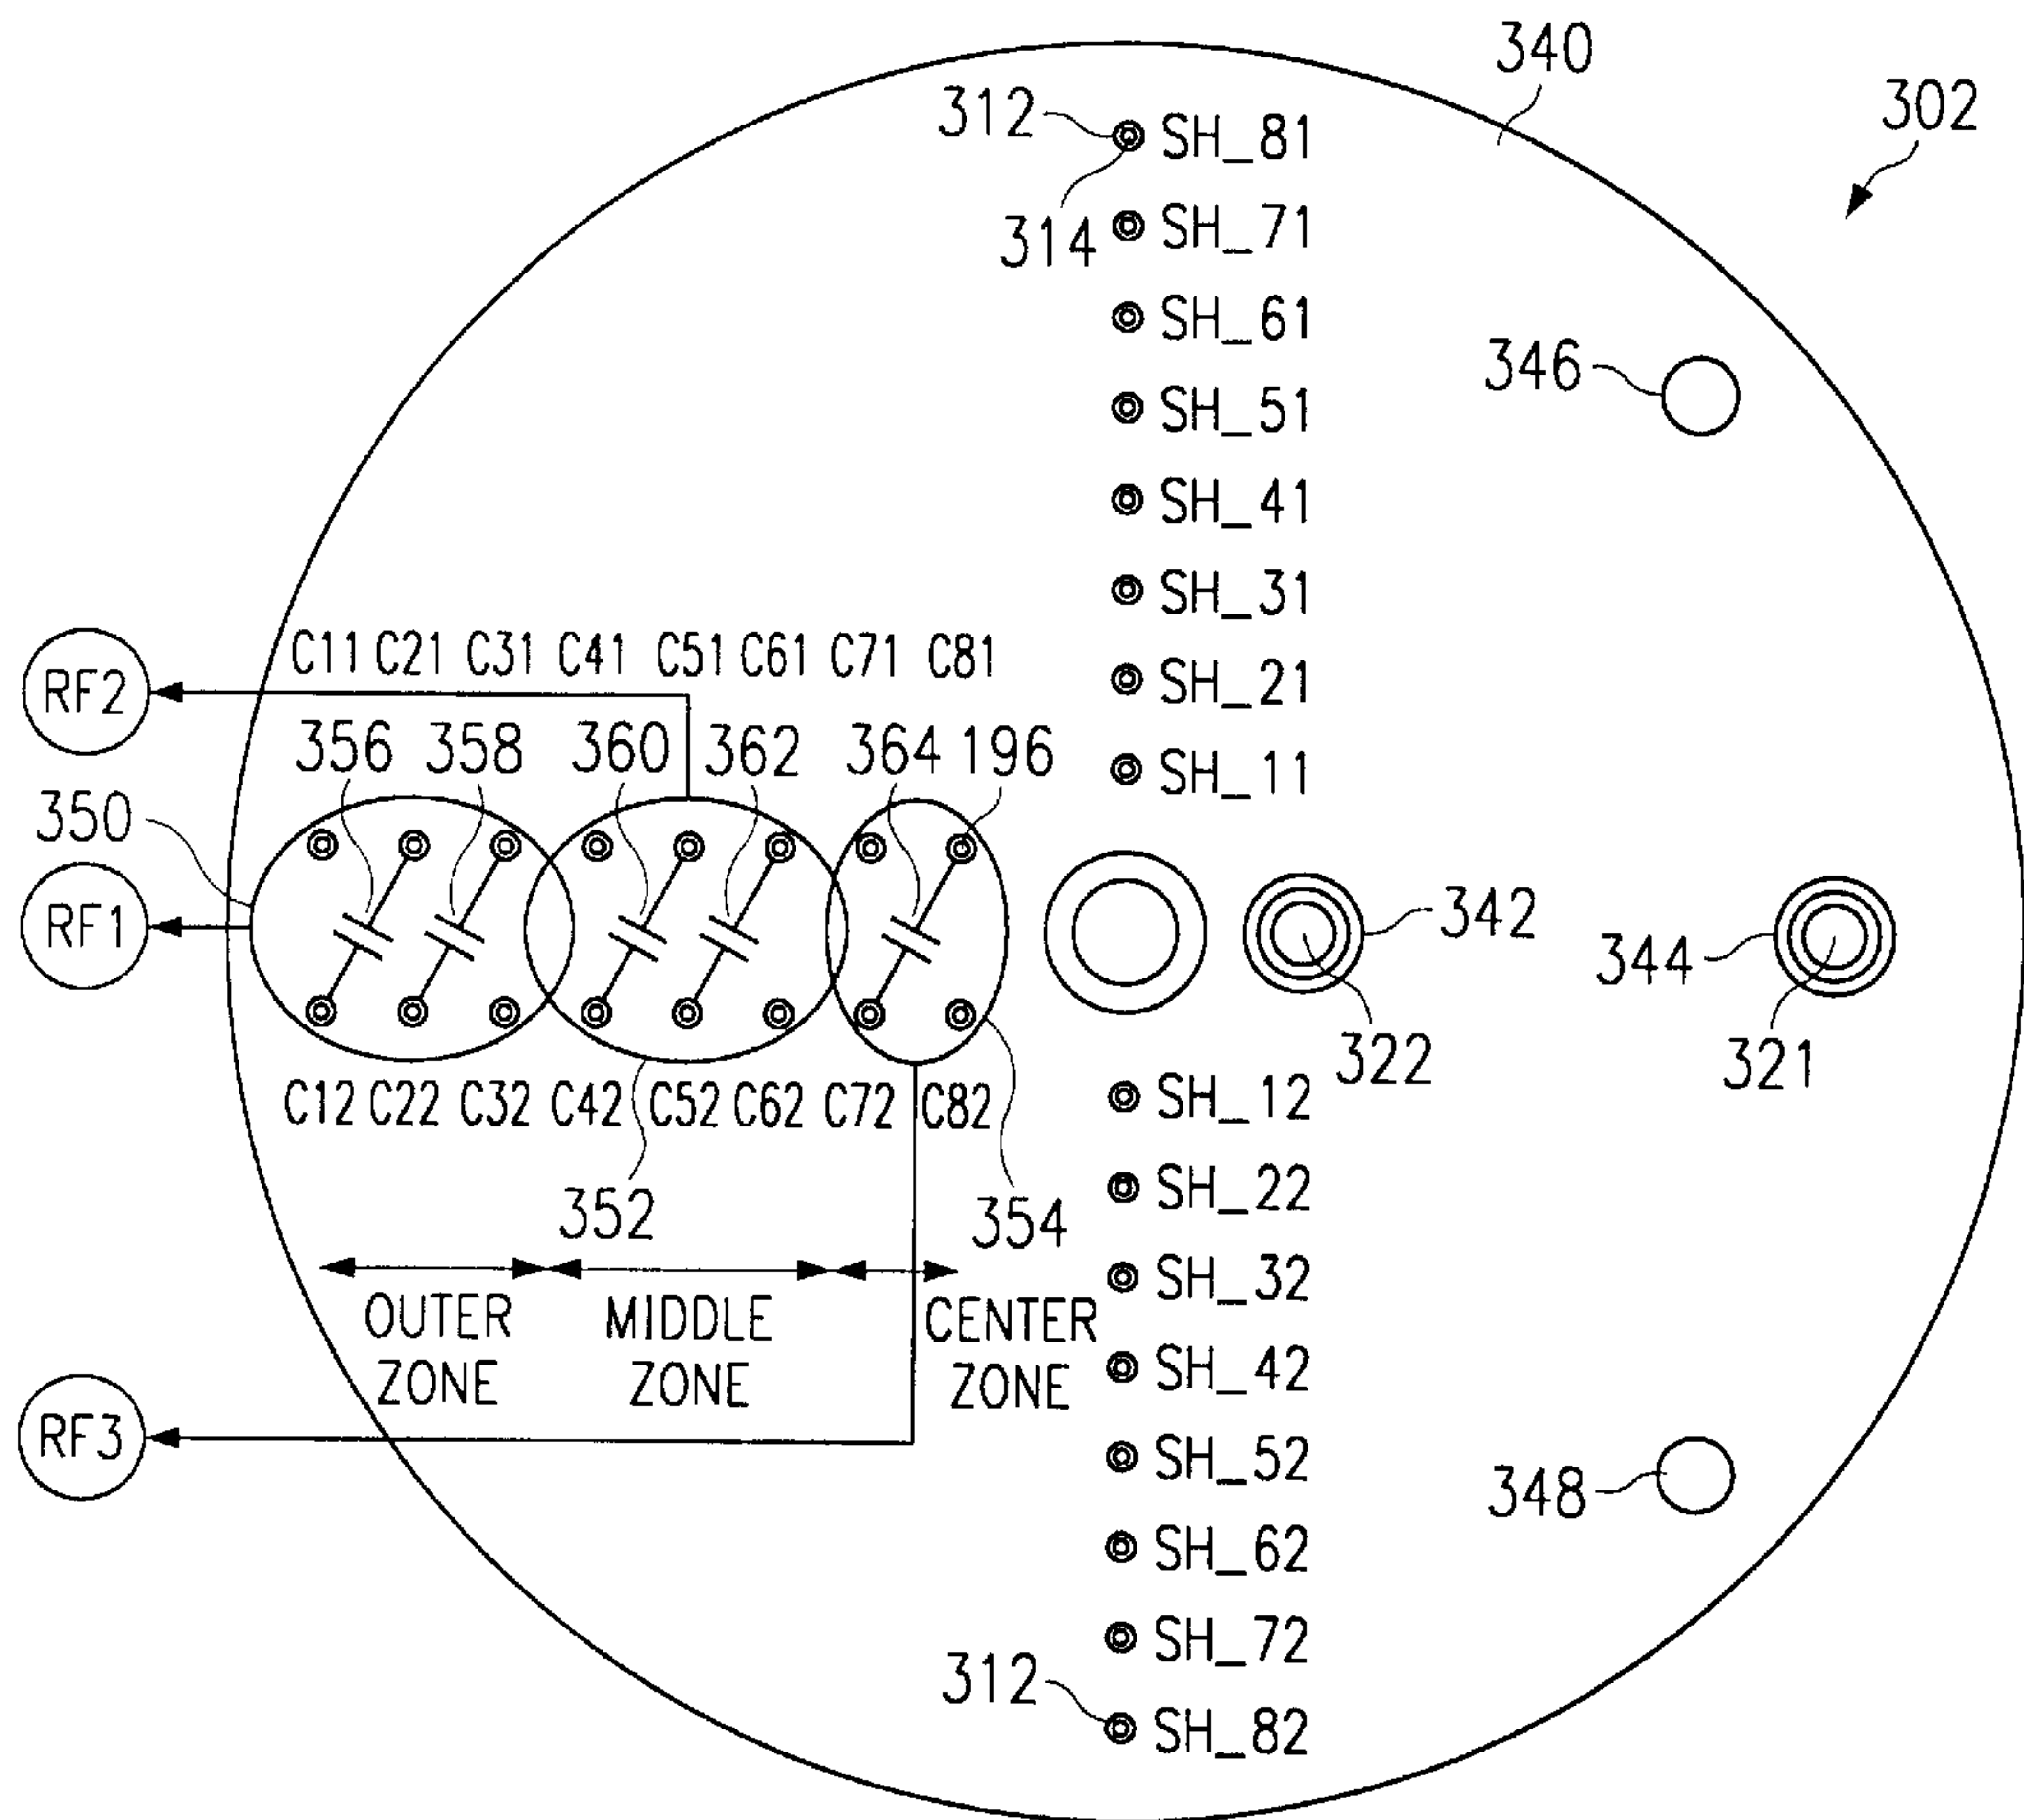 340
302
312
SH_81
314
SH_71
SH_61
346
SH_51
SH_41
SH_31
C11 C21 C31 C41 C51 C61 C71 C81
RF2
SH_21
356 358 360 362 364 196
SH_11
350
RF1
342
344
322
321
C12 C22 C32 C42 C52 C62 C72 C82
SH_12
352
354
SH_22
SH_32
OUTER
ZONE
MIDDLE
ZONE
CENTER
ZONE
SH_42
RF3
SH_52
348
SH_62
SH_72
312
SH_82